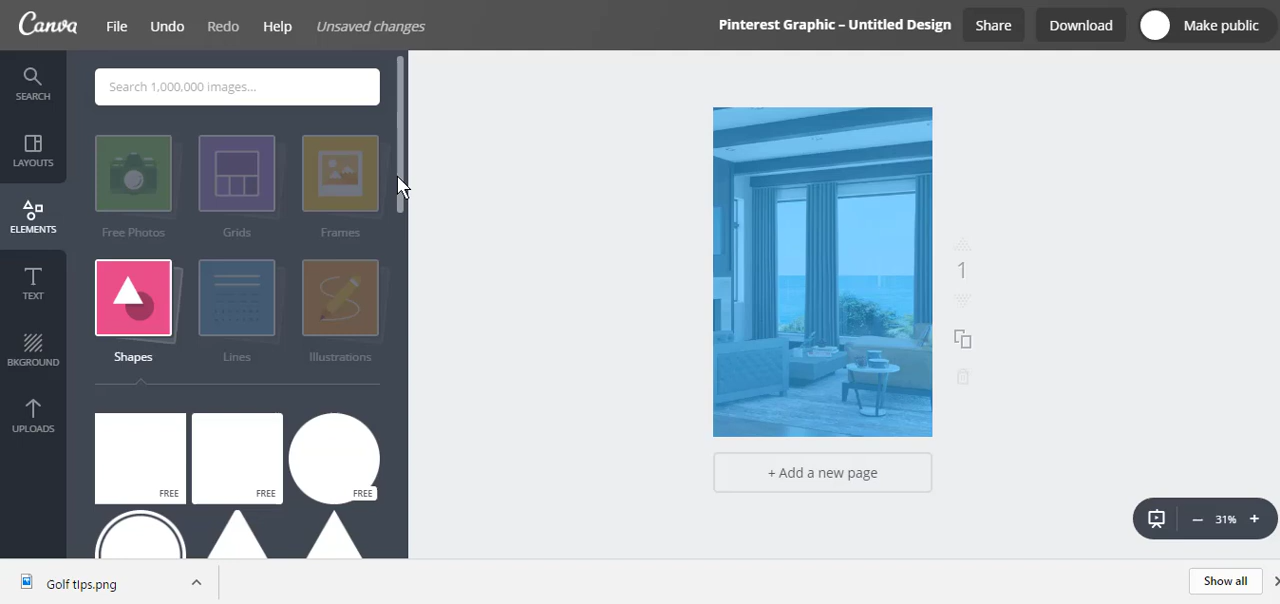 Canva File Undo Redo Help Unsaved changes Pinterest Graphic – Untitled Design Share Download Make public
SEARCH
LAYOUTS
ELEMENTS
TEXT
BKGROUND
UPLOADS
Search 1,000,000 images...
Free Photos Grids Frames
Shapes Lines Illustrations
FREE FREE FREE
1
+ Add a new page
31%
Golf tIps.png Show all